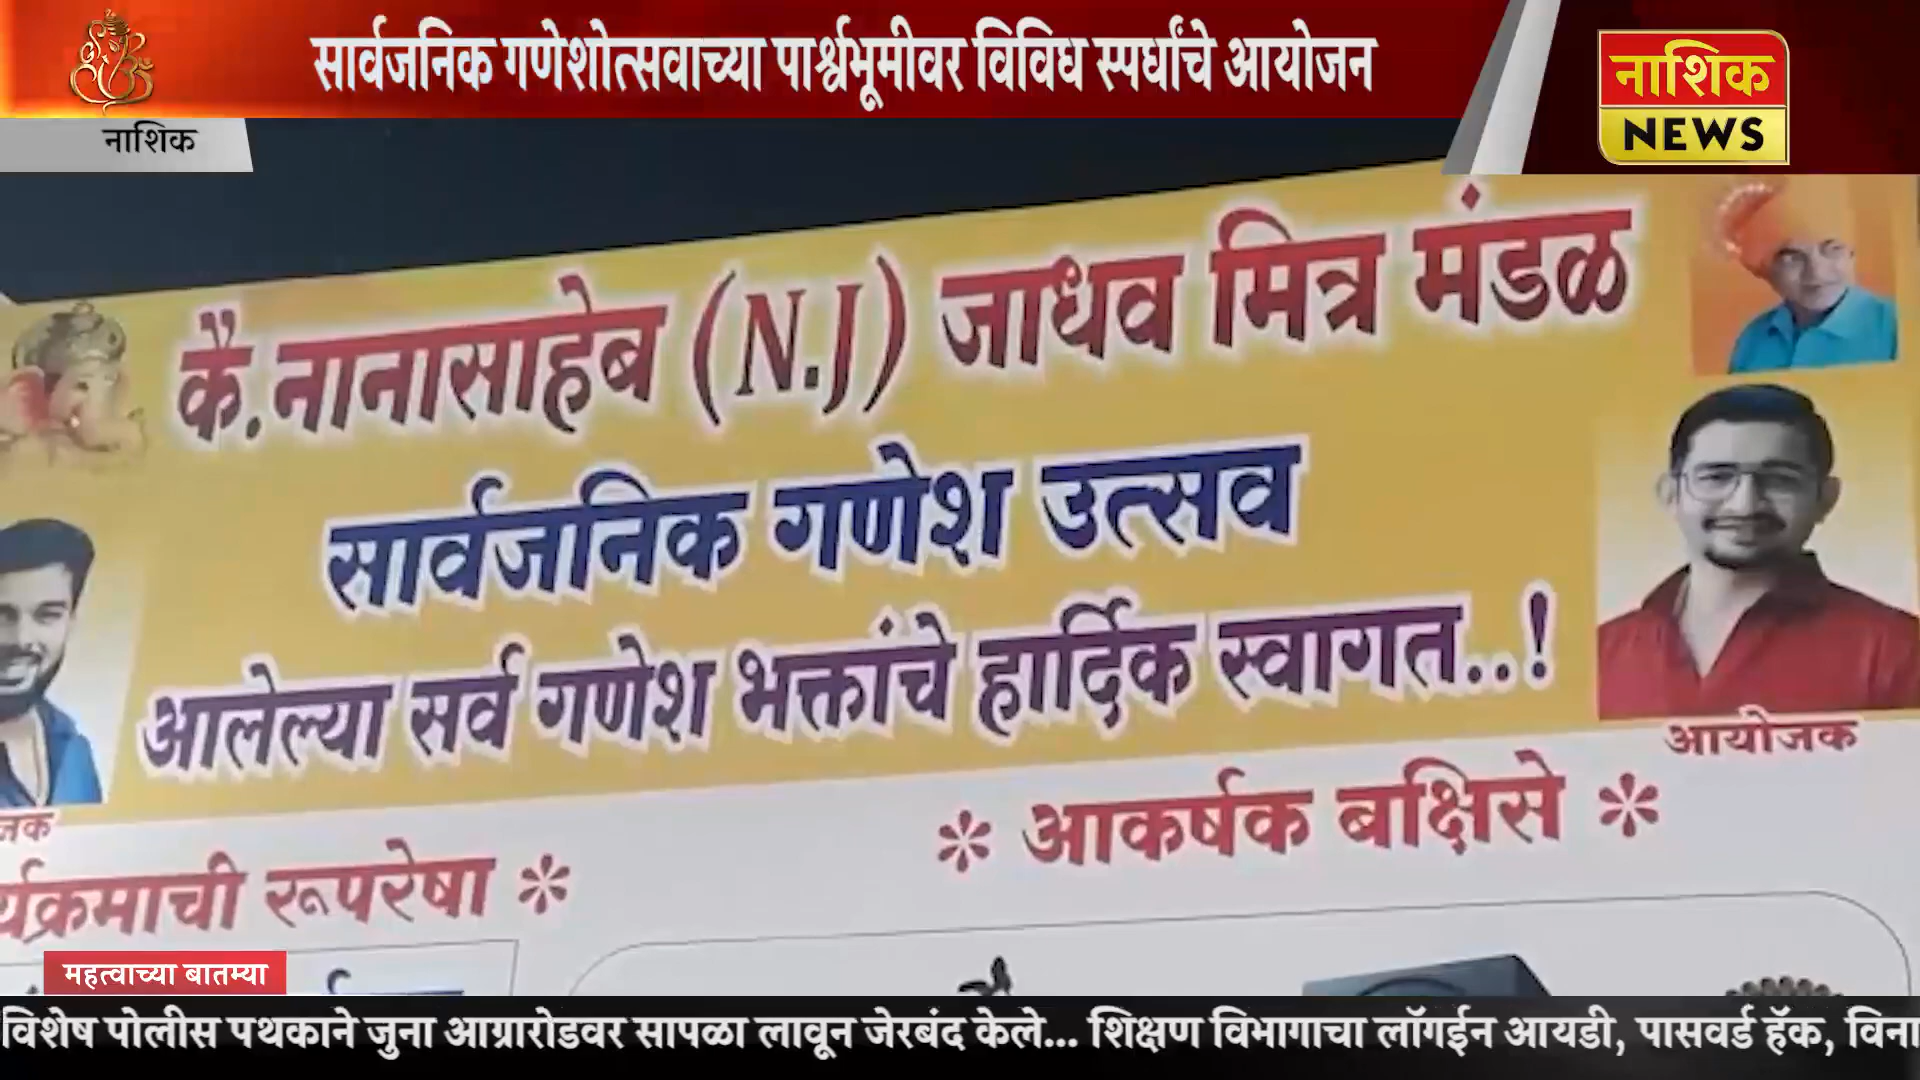 सार्वजनिक गणेशोत्सवाच्या पार्श्वभूमीवर विविध स्पर्धांचे आयोजन
नाशिक
NEWS
नाशिक
कै.नानासाहेब (N.J) जाधव मित्र मंडळ
सार्वजनिक गणेश उत्सव
आलेल्या सर्व गणेश भक्तांचे हार्दिक स्वागत..!
आयोजक
जक
* आकर्षक बक्षिसे *
र्यक्रमाची रूपरेषा *
महत्वाच्या बातम्या
विशेष पोलीस पथकाने जुना आग्रारोडवर सापळा लावून जेरबंद केले... शिक्षण विभागाचा लॉगईन आयडी, पासवर्ड हॅक, विना